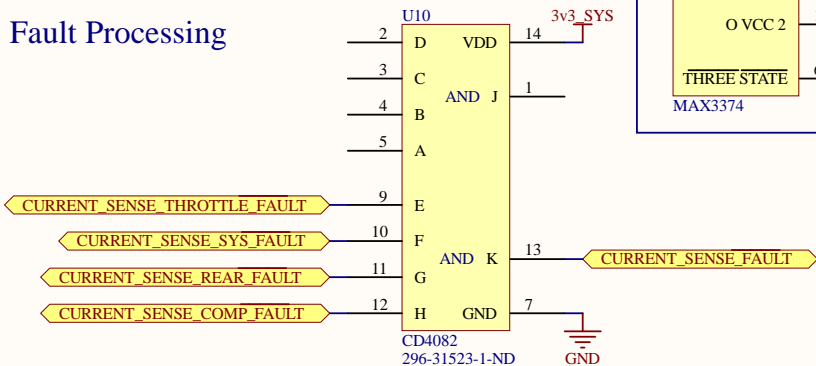 Fault Processing
U10
3v3_SYS
2 D VDD 14
3 C
AND J 1
4 B
5 A
CURRENT_SENSE_THROTTLE_FAULT 9 E
CURRENT_SENSE_SYS_FAULT 10 F
CURRENT_SENSE_REAR_FAULT 11 G
AND K 13 CURRENT_SENSE_FAULT
CURRENT_SENSE_COMP_FAULT 12 H GND 7
CD4082
296-31523-1-ND
GND
O VCC 2
THREE STATE
MAX3374